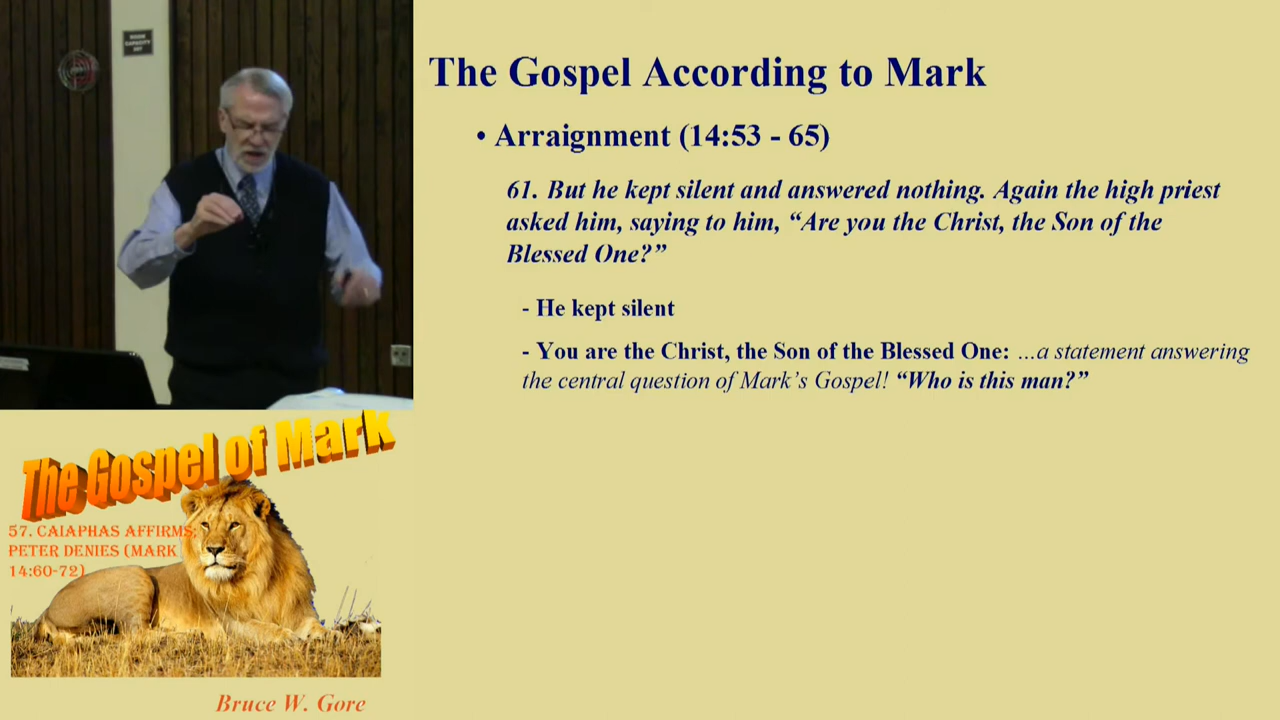 The Gospel According to Mark
• Arraignment (14:53 - 65)
61. But he kept silent and answered nothing. Again the high priest
asked him, saying to him, “Are you the Christ, the Son of the
Blessed One?”
- He kept silent
- You are the Christ, the Son of the Blessed One: …a statement answering
the central question of Mark’s Gospel! “Who is this man?”
The Gospel of Mark
57. CAIAPHAS AFFIRMS;
PETER DENIES (MARK
14:60-72)
Bruce W. Gore